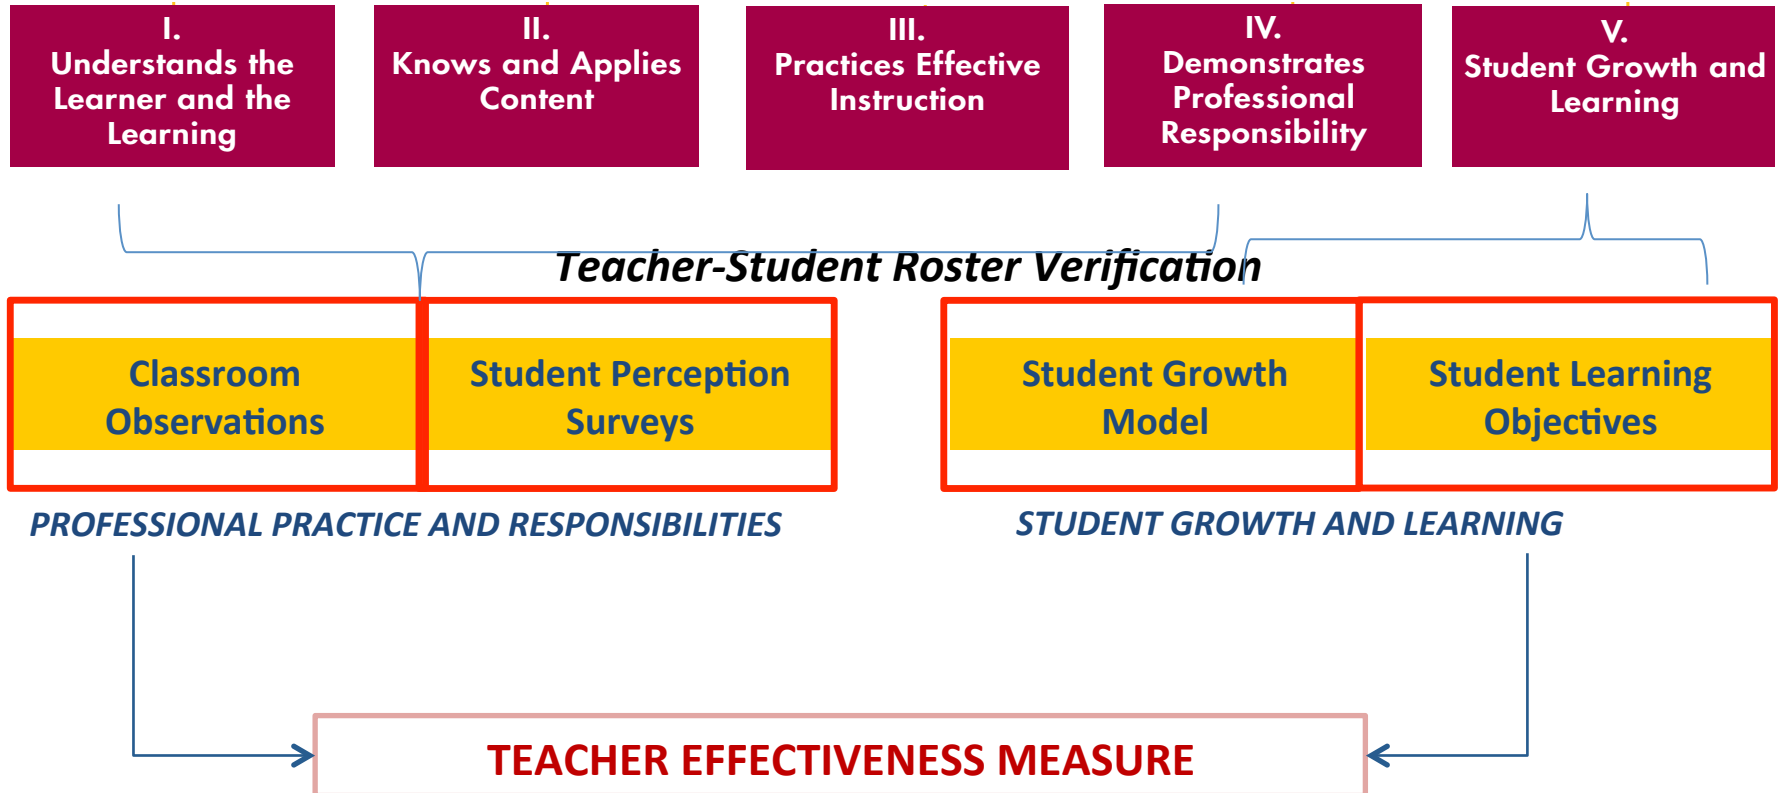 I.
Understands the
Learner and the
Learning
II.
Knows and Applies
Content
III.
Practices Effective
Instruction
IV.
Demonstrates
Professional
Responsibility
V.
Student Growth and
Learning
Teacher-Student Roster Verification
Classroom
Observations
Student Perception
Surveys
Student Growth
Model
Student Learning
Objectives
PROFESSIONAL PRACTICE AND RESPONSIBILITIES
STUDENT GROWTH AND LEARNING
TEACHER EFFECTIVENESS MEASURE